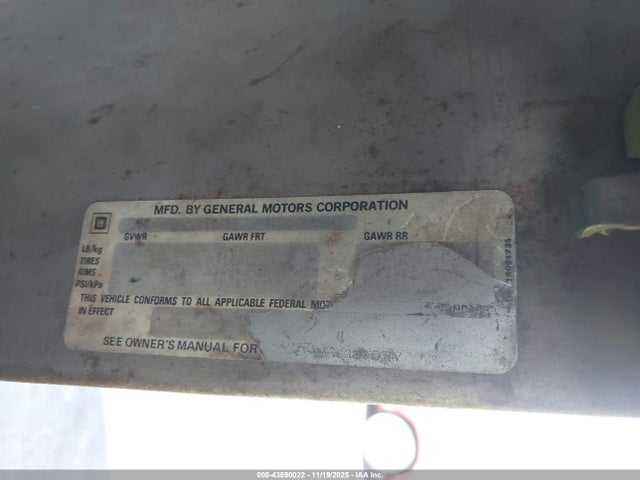 MFD. BY GENERAL MOTORS CORPORATION
GM
GVWR GAWR FRT GAWR RR
LB/kg
TIRES
RIMS
PSI/kPa
THIS VEHICLE CONFORMS TO ALL APPLICABLE FEDERAL
IN EFFECT
SEE OWNER'S MANUAL FOR
000-43590022 - 11/19/2025 - IAA Inc. ©